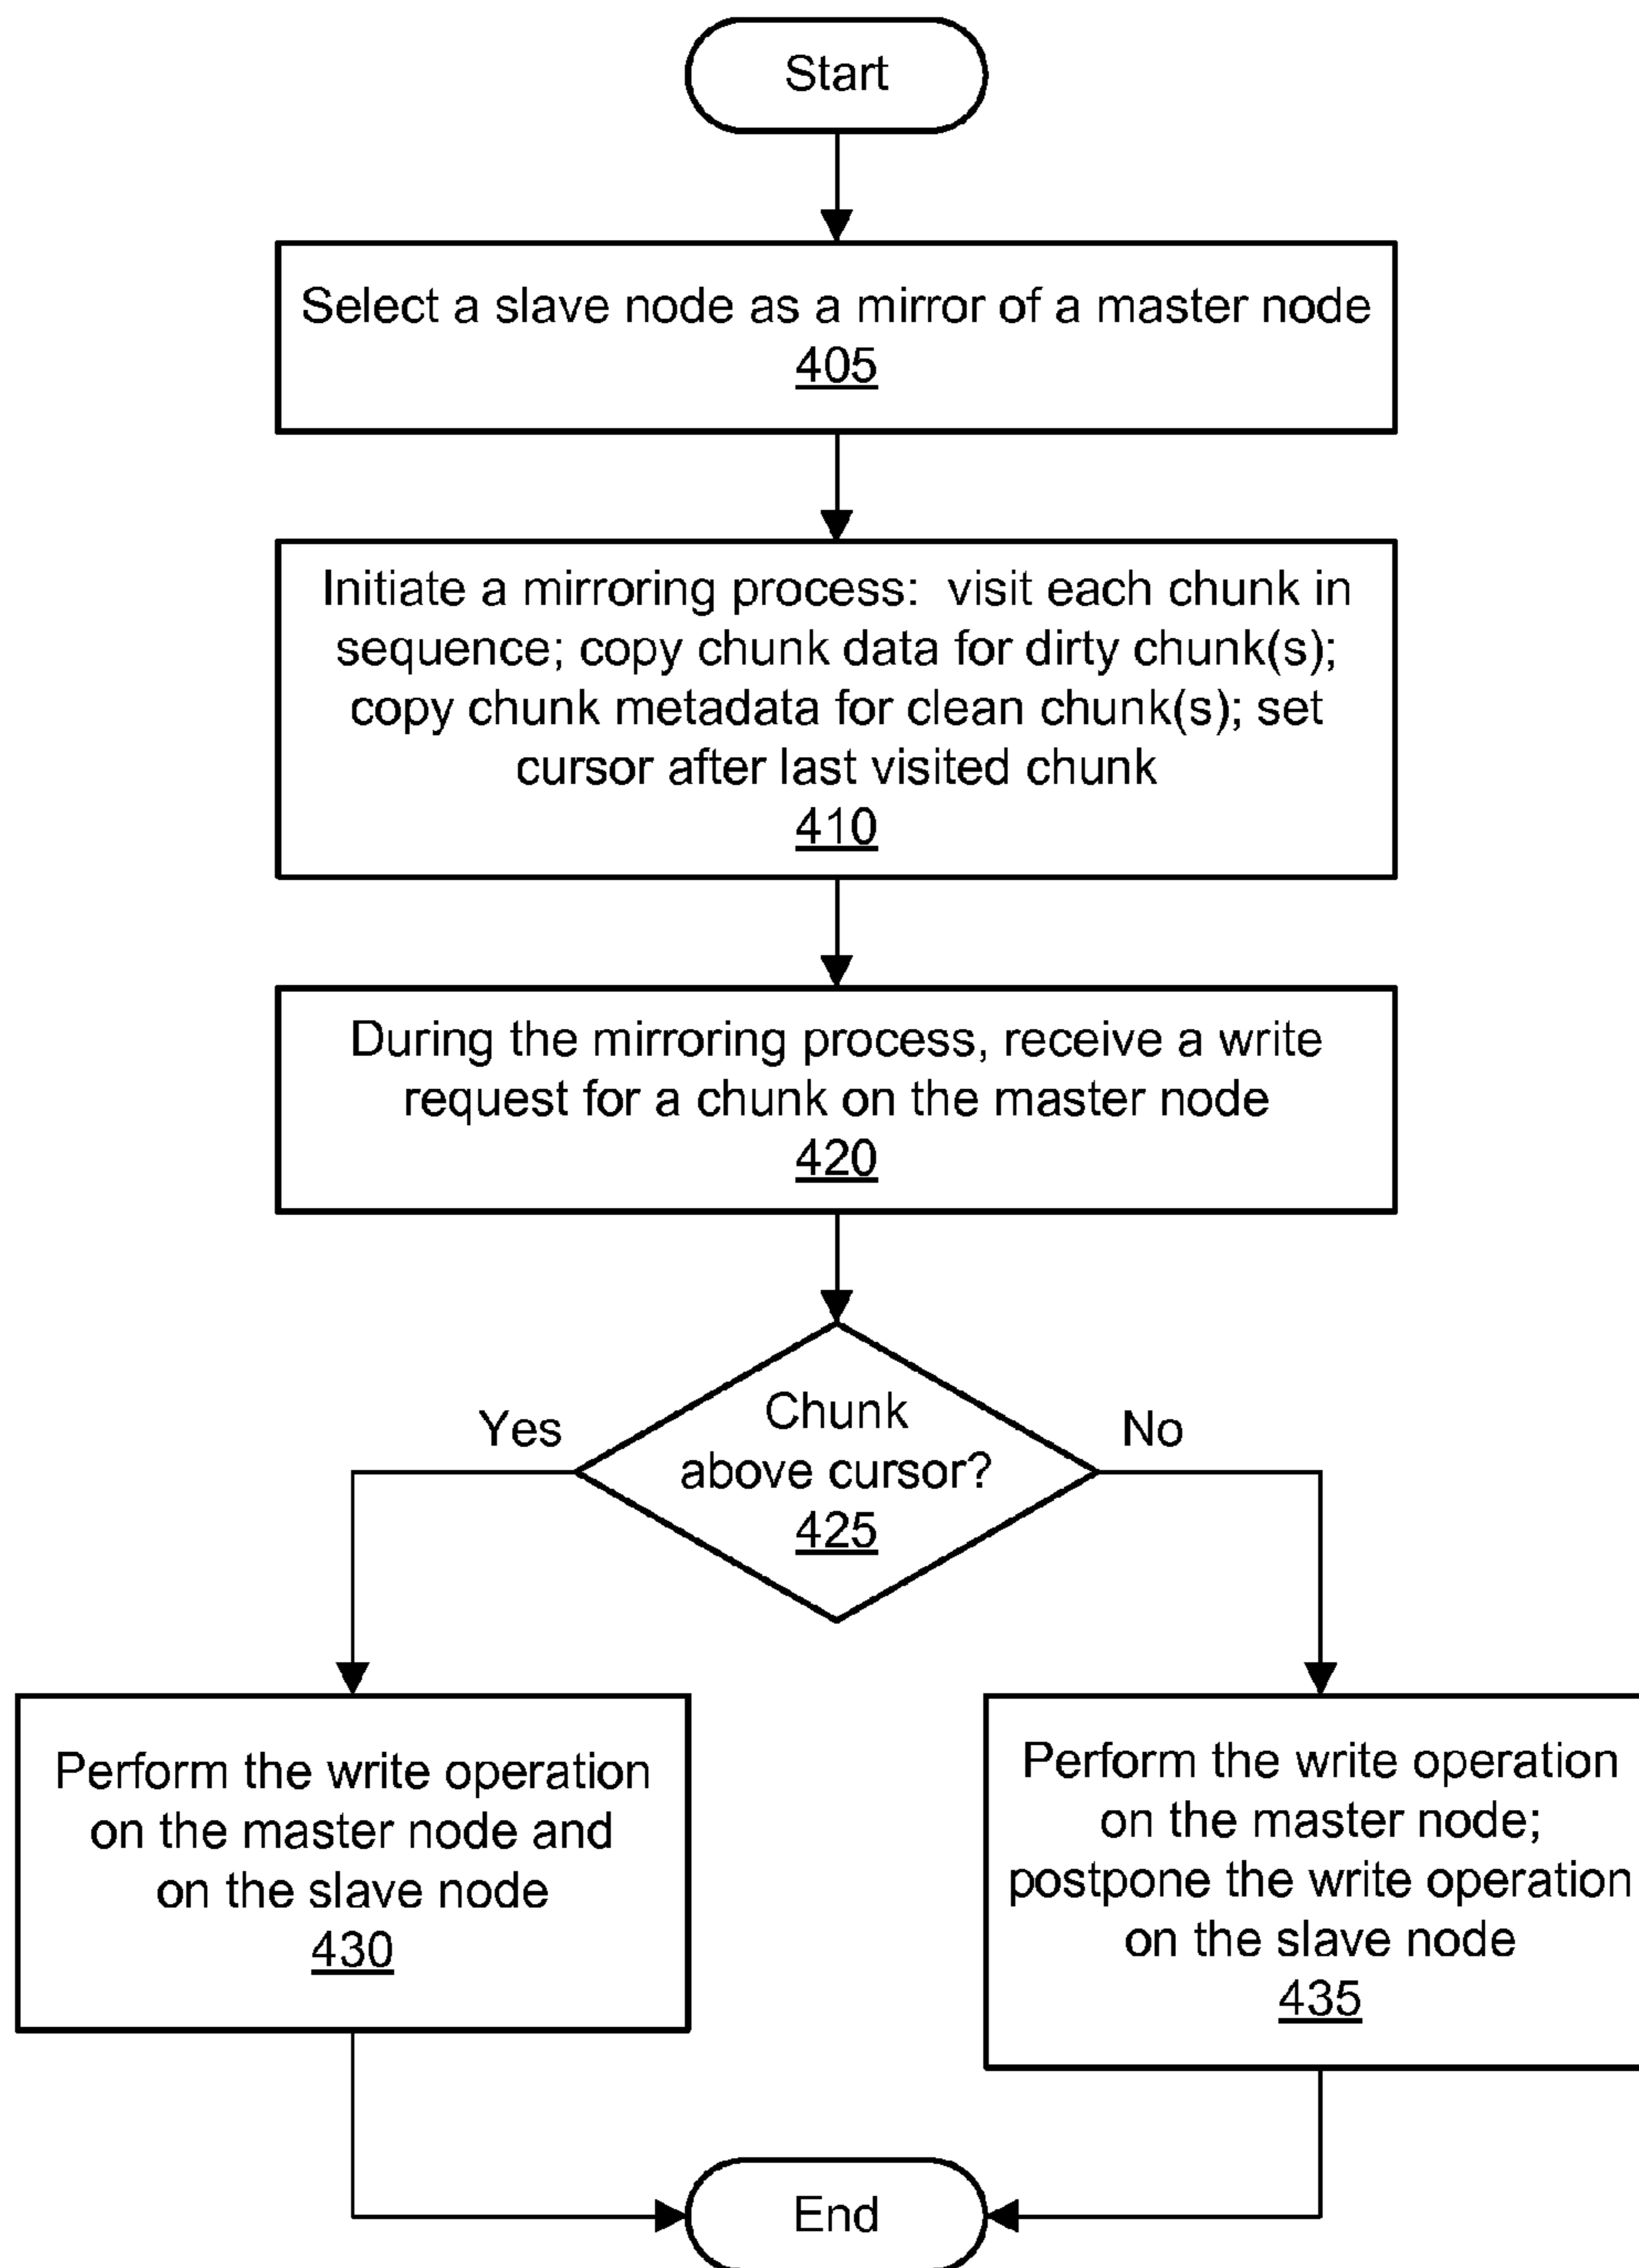 Start
Select a slave node as a mirror of a master node
405
Initiate a mirroring process: visit each chunk in
sequence; copy chunk data for dirty chunk(s);
copy chunk metadata for clean chunk(s); set
cursor after last visited chunk
410
During the mirroring process, receive a write
request for a chunk on the master node
420
Chunk
above cursor?
425
Yes
No
Perform the write operation
on the master node and
on the slave node
430
Perform the write operation
on the master node;
postpone the write operation
on the slave node
435
End